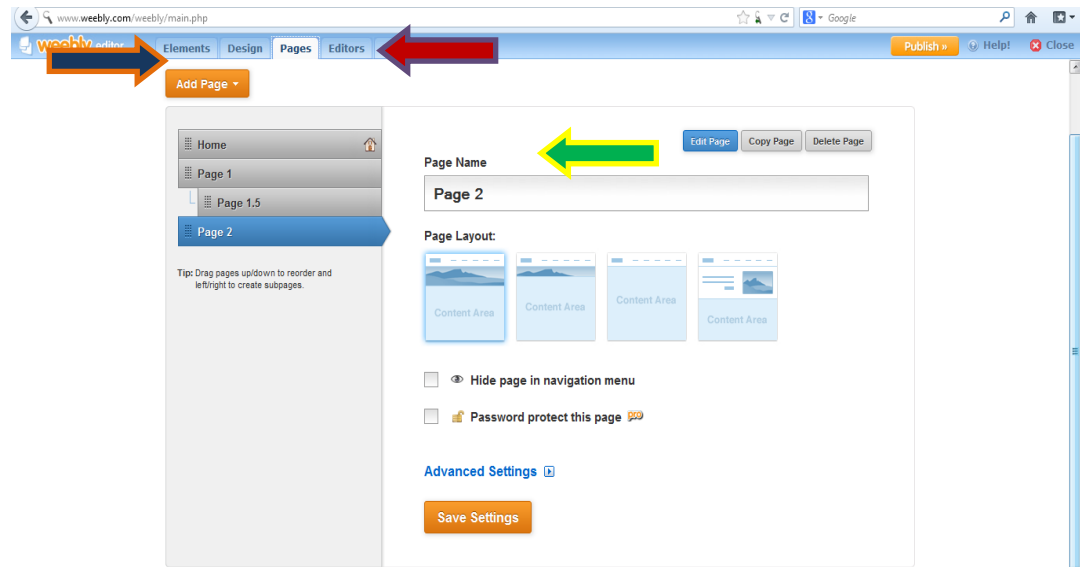 www.weebly.com/weebly/main.php Google
weebly editor Elements Design Pages Editors Publish » Help! Close
Add Page
Home
Page 1
Page 1.5
Page 2
Tip: Drag pages up/down to reorder and
left/right to create subpages.
Edit Page Copy Page Delete Page
Page Name
Page 2
Page Layout:
Content Area Content Area Content Area Content Area
Hide page in navigation menu
Password protect this page pro
Advanced Settings
Save Settings